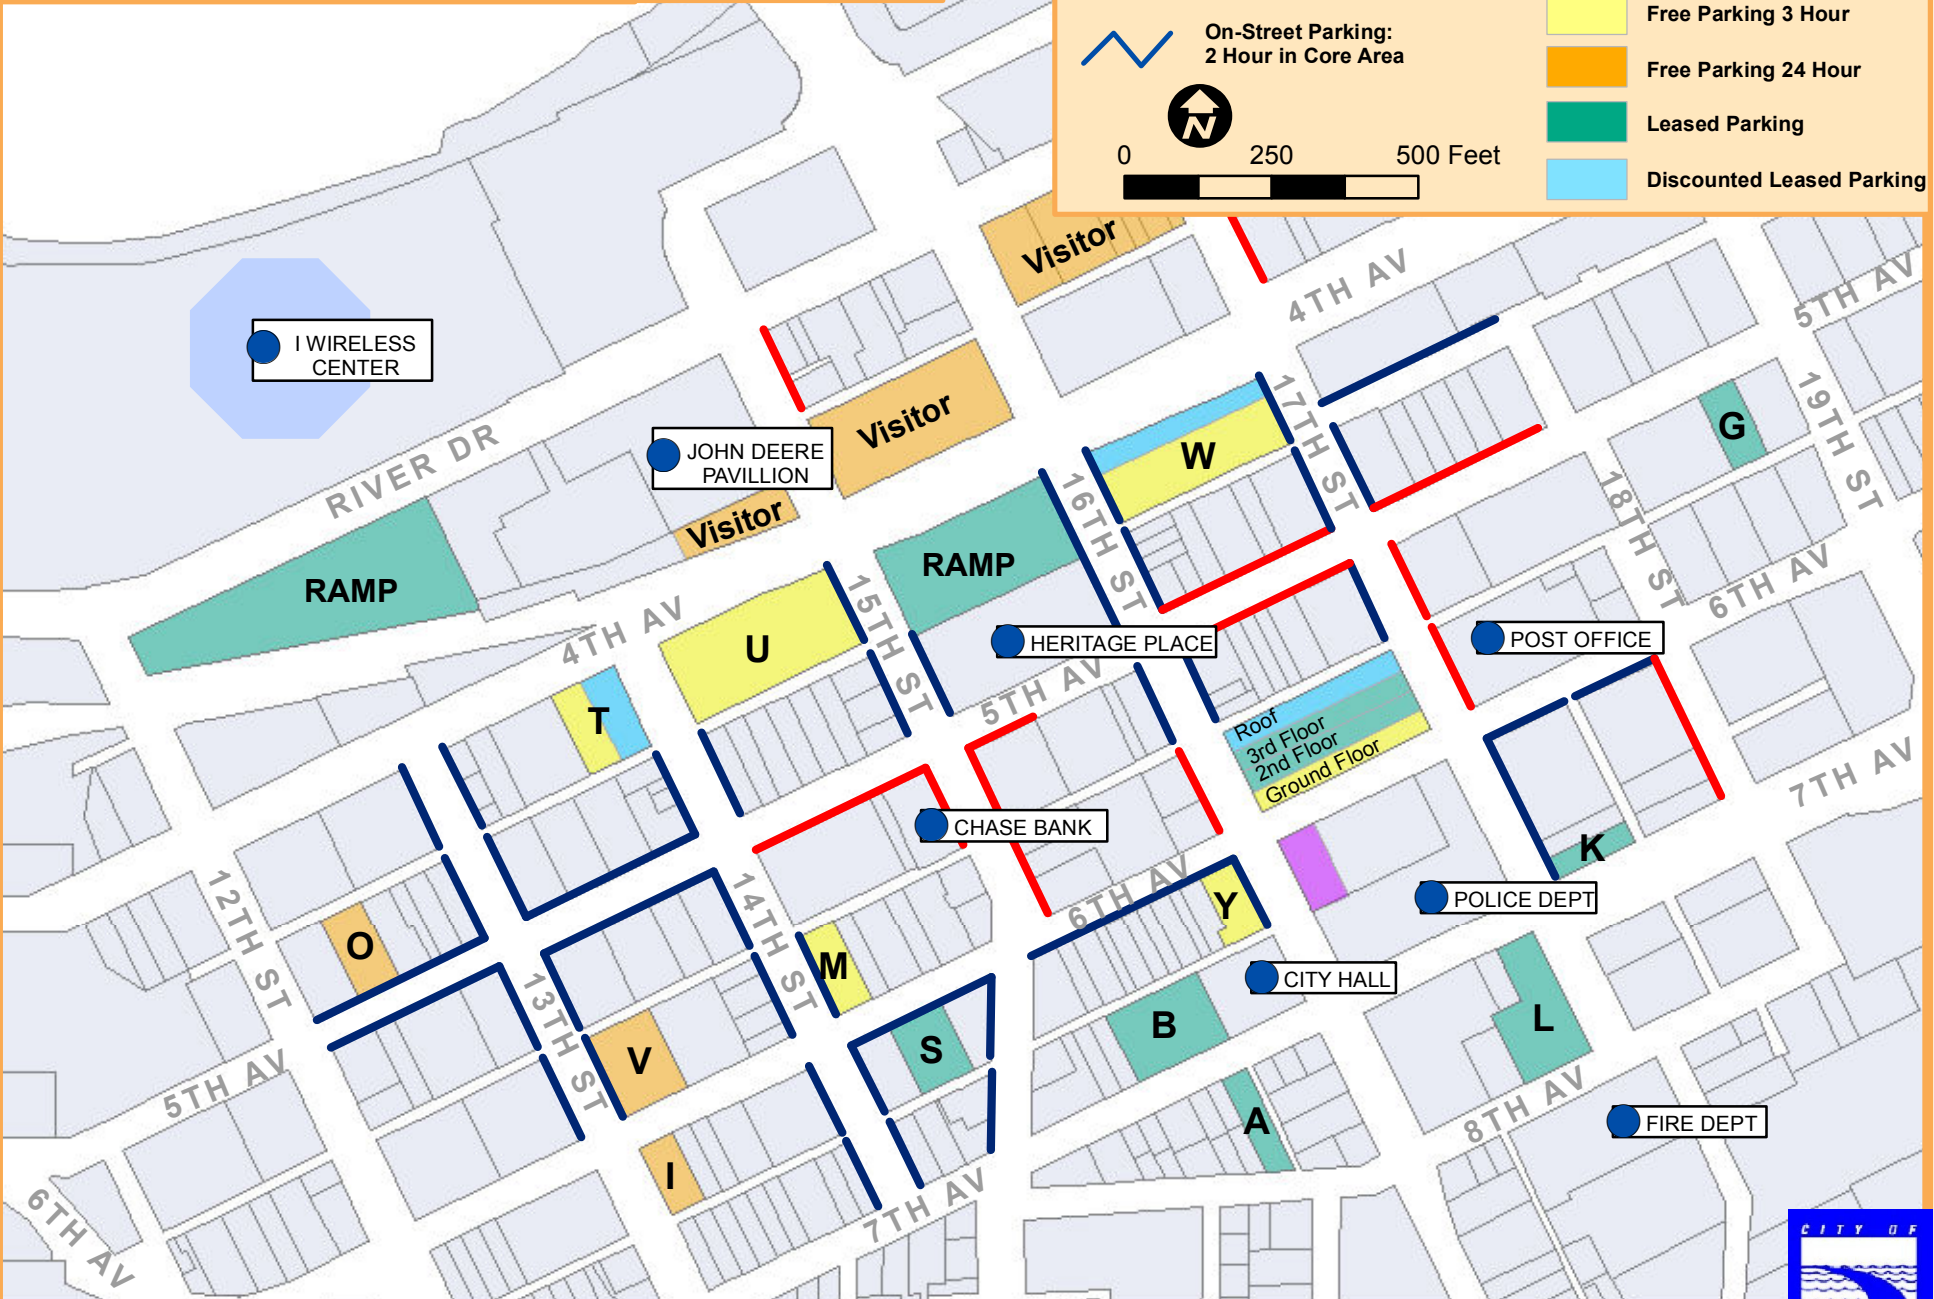 Free Parking 3 Hour
On-Street Parking:
2 Hour in Core Area
Free Parking 24 Hour
Leased Parking
0 250 500 Feet
Discounted Leased Parking
N
Visitor
4TH AV
5TH AV
I WIRELESS
CENTER
Visitor
17TH ST
19TH ST
G
W
JOHN DEERE
PAVILLION
RIVER DR
Visitor
16TH ST
18TH ST
RAMP
RAMP
6TH AV
4TH AV
U
15TH ST
HERITAGE PLACE
POST OFFICE
5TH AV
T
Roof
3rd Floor
2nd Floor
Ground Floor
7TH AV
CHASE BANK
K
6TH AV
Y
POLICE DEPT
12TH ST
14TH ST
O
M
CITY HALL
13TH ST
L
B
S
V
5TH AV
A
8TH AV
FIRE DEPT
I
7TH AV
6TH AV
CITY OF